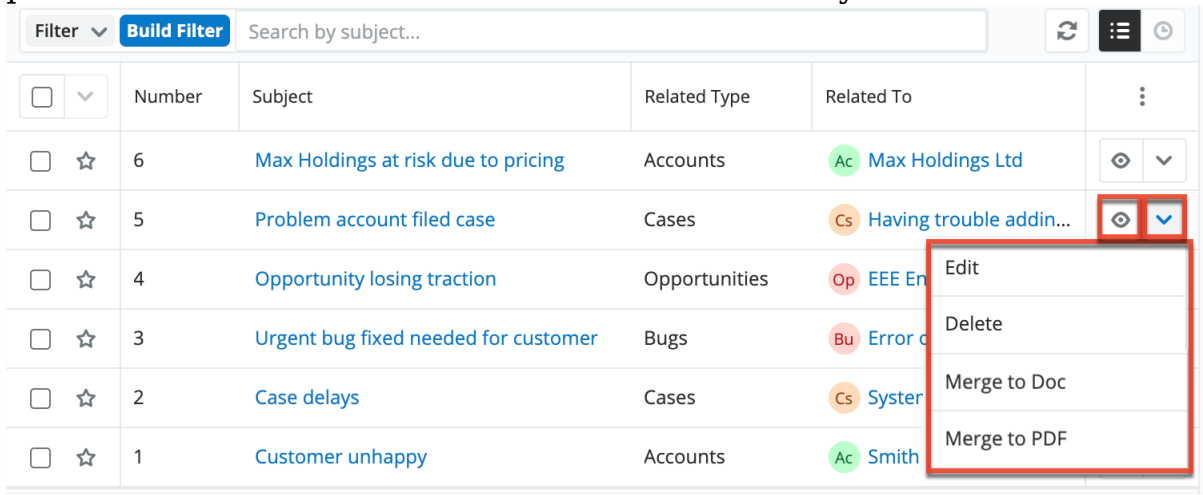 Filter Build Filter Search by subject...
Number Subject Related Type Related To
6 Max Holdings at risk due to pricing Accounts Ac Max Holdings Ltd
5 Problem account filed case Cases Cs Having trouble addin...
4 Opportunity losing traction Opportunities Op EEE En
Edit
3 Urgent bug fixed needed for customer Bugs Bu Error
Delete
2 Case delays Cases Cs System
Merge to Doc
1 Customer unhappy Accounts Ac Smith
Merge to PDF